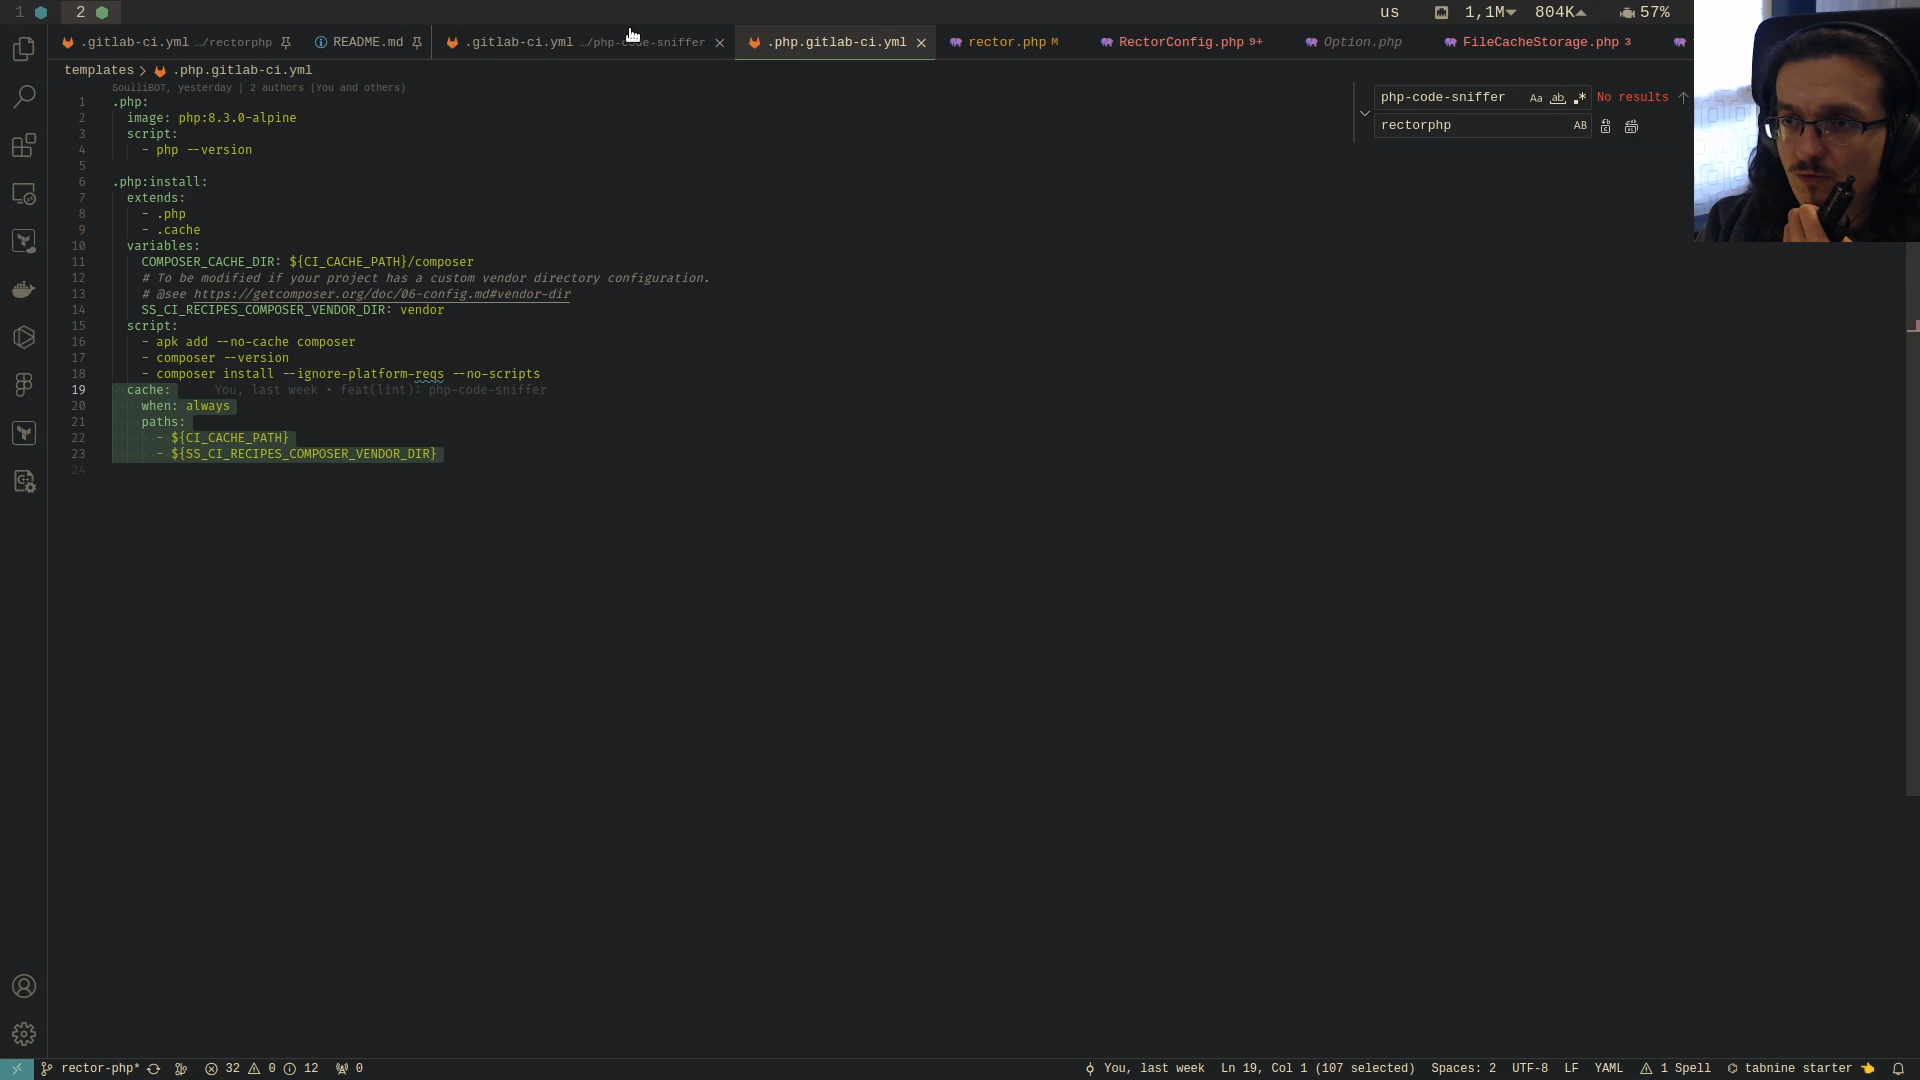 1 2 us 1,1M 804K 57%
.gitlab-ci.yml …/rectorphp README.md .gitlab-ci.yml …/php-code-sniffer .php.gitlab-ci.yml rector.php M RectorConfig.php 9+ Option.php FileCacheStorage.php 3
templates > .php.gitlab-ci.yml
SoulliBOT, yesterday | 2 authors (You and others)
php-code-sniffer Aa ab .* No results
rectorphp AB
1 .php:
2 image: php:8.3.0-alpine
3 script:
4 - php --version
5
6 .php:install:
7 extends:
8 - .php
9 - .cache
10 variables:
11 COMPOSER_CACHE_DIR: ${CI_CACHE_PATH}/composer
12 # To be modified if your project has a custom vendor directory configuration.
13 # @see https://getcomposer.org/doc/06-config.md#vendor-dir
14 SS_CI_RECIPES_COMPOSER_VENDOR_DIR: vendor
15 script:
16 - apk add --no-cache composer
17 - composer --version
18 - composer install --ignore-platform-reqs --no-scripts
19 cache: You, last week • feat(lint): php-code-sniffer
20 when: always
21 paths:
22 - ${CI_CACHE_PATH}
23 - ${SS_CI_RECIPES_COMPOSER_VENDOR_DIR}
24
rector-php* 32 0 12 0 You, last week Ln 19, Col 1 (107 selected) Spaces: 2 UTF-8 LF YAML 1 Spell tabnine starter